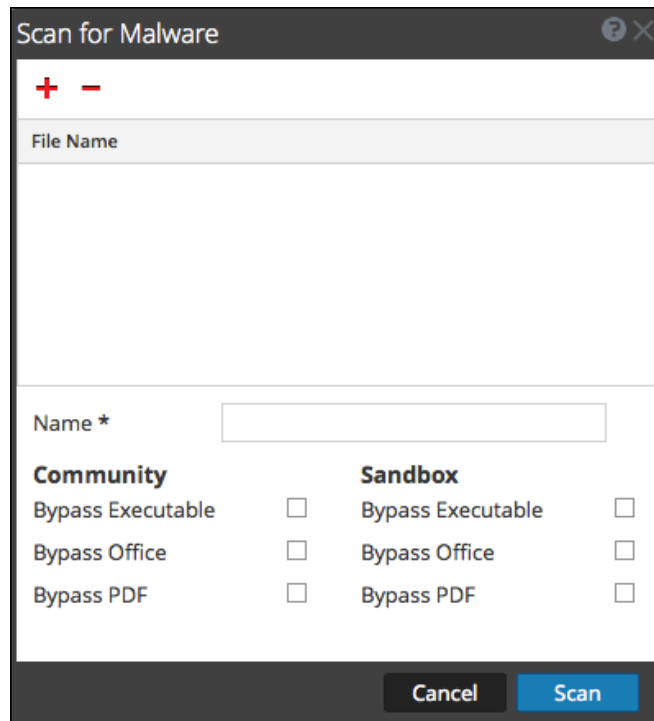 Scan for Malware
File Name
Name *
Community Sandbox
Bypass Executable Bypass Executable
Bypass Office Bypass Office
Bypass PDF Bypass PDF
Cancel Scan